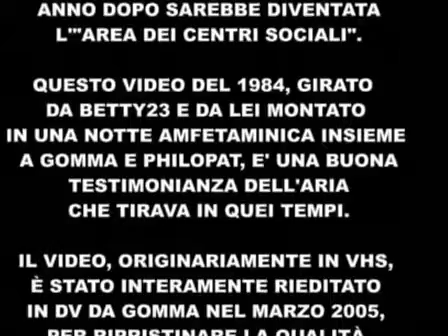 ANNO DOPO SAREBBE DIVENTATA
L'"AREA DEI CENTRI SOCIALI".
QUESTO VIDEO DEL 1984, GIRATO
DA BETTY23 E DA LEI MONTATO
IN UNA NOTTE AMFETAMINICA INSIEME
A GOMMA E PHILOPAT, E' UNA BUONA
TESTIMONIANZA DELL'ARIA
CHE TIRAVA IN QUEI TEMPI.
IL VIDEO, ORIGINARIAMENTE IN VHS,
È STATO INTERAMENTE RIEDITATO
IN DV DA GOMMA NEL MARZO 2005,
PER RIPRISTINARE LA QUALITÀ